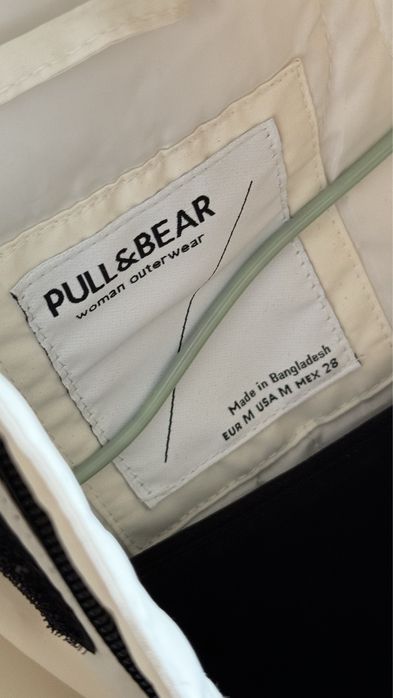 PULL&BEAR
woman outerwear
Made in Bangladesh
EUR M USA M MEX 28